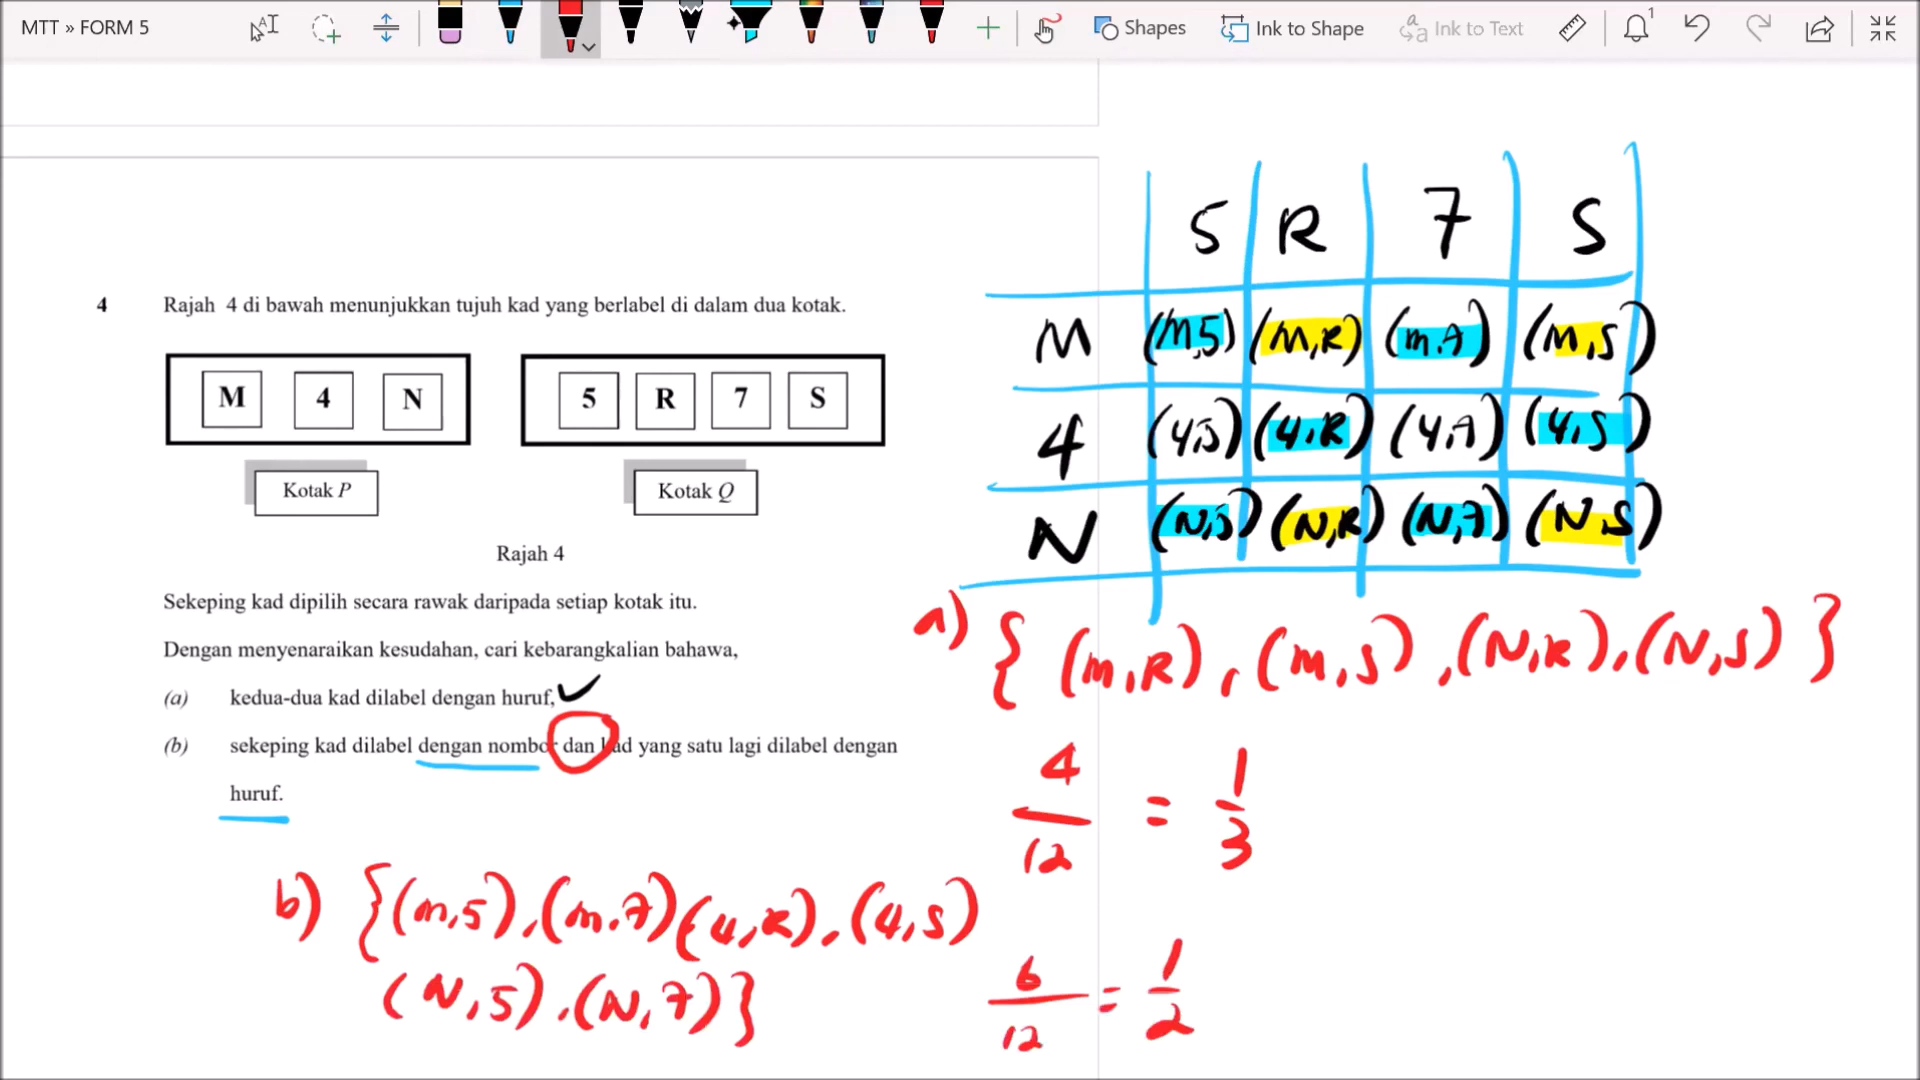 MTT » FORM 5
Shapes
Ink to Shape
Ink to Text
1
5 R 7 S
M (M,5) (M,R) (M,7) (M,S)
4 (4,5) (4,R) (4,7) (4,S)
N (N,5) (N,R) (N,7) (N,S)
4 Rajah 4 di bawah menunjukkan tujuh kad yang berlabel di dalam dua kotak.
M 4 N
5 R 7 S
Kotak P
Kotak Q
Rajah 4
Sekeping kad dipilih secara rawak daripada setiap kotak itu.
Dengan menyenaraikan kesudahan, cari kebarangkalian bahawa,
(a) kedua-dua kad dilabel dengan huruf,
(b) sekeping kad dilabel dengan nombor dan kad yang satu lagi dilabel dengan
huruf.
a) { (M,R), (M,S), (N,R), (N,S) }
4/12 = 1/3
b) {(M,5), (M,7) (4,R), (4,S)
(N,5), (N,7)}
6/12 = 1/2